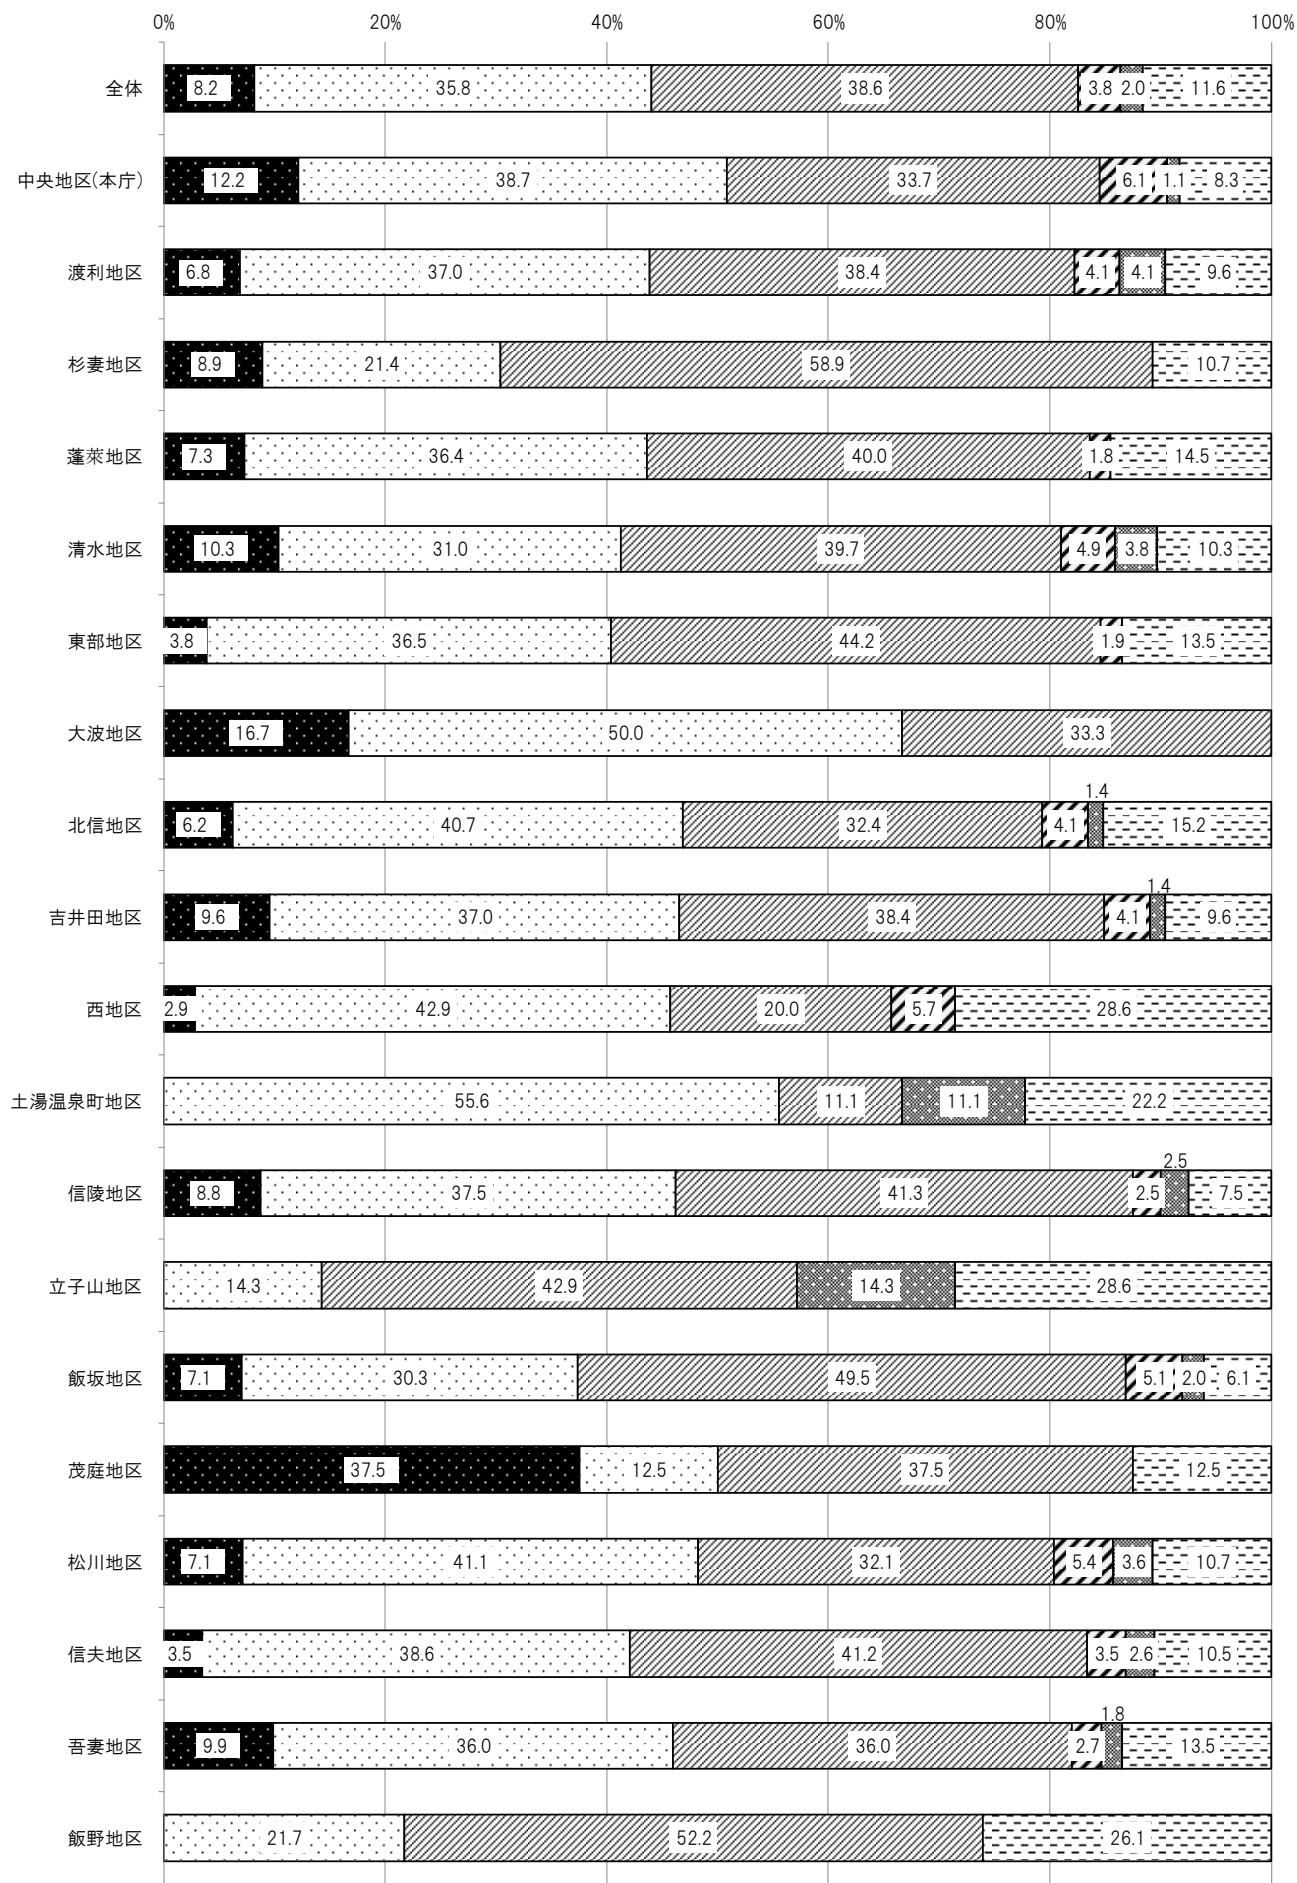 0% 20% 40% 60% 80% 100%
全体 8.2 35.8 38.6 3.8 2.0 11.6
中央地区(本庁) 12.2 38.7 33.7 6.1 1.1 8.3
渡利地区 6.8 37.0 38.4 4.1 4.1 9.6
杉妻地区 8.9 21.4 58.9 10.7
蓬萊地区 7.3 36.4 40.0 1.8 14.5
清水地区 10.3 31.0 39.7 4.9 3.8 10.3
東部地区 3.8 36.5 44.2 1.9 13.5
大波地区 16.7 50.0 33.3
北信地区 6.2 40.7 32.4 4.1 1.4 15.2
吉井田地区 9.6 37.0 38.4 4.1 1.4 9.6
西地区 2.9 42.9 20.0 5.7 28.6
土湯温泉町地区 55.6 11.1 11.1 22.2
信陵地区 8.8 37.5 41.3 2.5 2.5 7.5
立子山地区 14.3 42.9 14.3 28.6
飯坂地区 7.1 30.3 49.5 5.1 2.0 6.1
茂庭地区 37.5 12.5 37.5 12.5
松川地区 7.1 41.1 32.1 5.4 3.6 10.7
信夫地区 3.5 38.6 41.2 3.5 2.6 10.5
吾妻地区 9.9 36.0 36.0 2.7 1.8 13.5
飯野地区 21.7 52.2 26.1